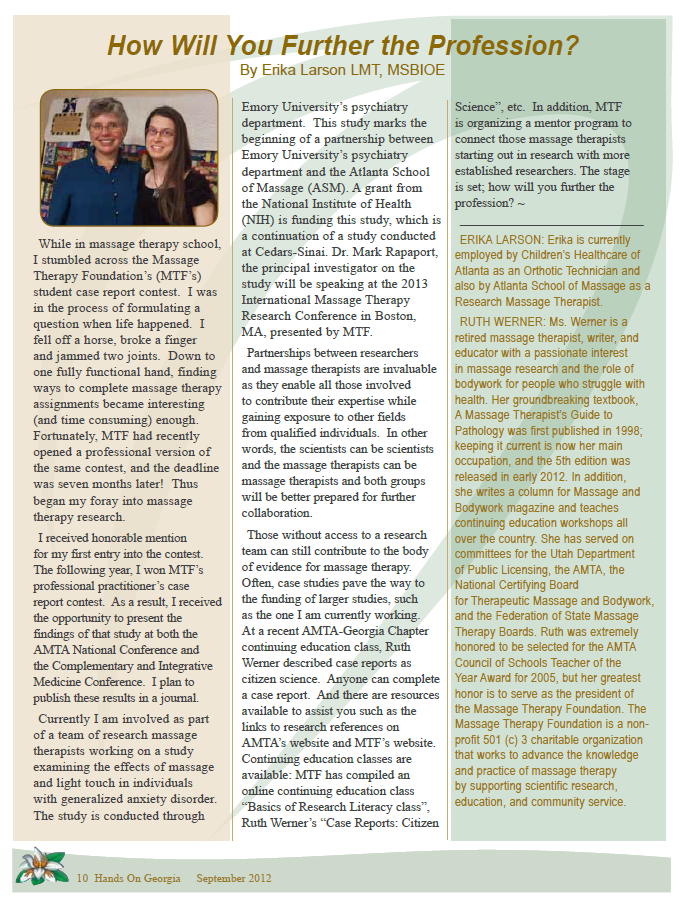 How Will You Further the Profession?
By Erika Larson LMT, MSBIOE
While in massage therapy school,
I stumbled across the Massage
Therapy Foundation's (MTF's)
student case report contest.  I was
in the process of formulating a
question when life happened.  I
fell off a horse, broke a finger
and jammed two joints.  Down to
one fully functional hand, finding
ways to complete massage therapy
assignments became interesting
(and time consuming) enough.
Fortunately, MTF had recently
opened a professional version of
the same contest, and the deadline
was seven months later!  Thus
began my foray into massage
therapy research.
I received honorable mention
for my first entry into the contest.
The following year, I won MTF's
professional practitioner's case
report contest.  As a result, I received
the opportunity to present the
findings of that study at both the
AMTA National Conference and
the Complementary and Integrative
Medicine Conference.  I plan to
publish these results in a journal.
Currently I am involved as part
of a team of research massage
therapists working on a study
examining the effects of massage
and light touch in individuals
with generalized anxiety disorder.
The study is conducted through
Emory University's psychiatry
department.  This study marks the
beginning of a partnership between
Emory University's psychiatry
department and the Atlanta School
of Massage (ASM). A grant from
the National Institute of Health
(NIH) is funding this study, which is
a continuation of a study conducted
at Cedars-Sinai. Dr. Mark Rapaport,
the principal investigator on the
study will be speaking at the 2013
International Massage Therapy
Research Conference in Boston,
MA, presented by MTF.
Partnerships between researchers
and massage therapists are invaluable
as they enable all those involved
to contribute their expertise while
gaining exposure to other fields
from qualified individuals.  In other
words, the scientists can be scientists
and the massage therapists can be
massage therapists and both groups
will be better prepared for further
collaboration.
Those without access to a research
team can still contribute to the body
of evidence for massage therapy.
Often, case studies pave the way to
the funding of larger studies, such
as the one I am currently working.
At a recent AMTA-Georgia Chapter
continuing education class, Ruth
Werner described case reports as
citizen science.  Anyone can complete
a case report.  And there are resources
available to assist you such as the
links to research references on
AMTA's website and MTF's website.
Continuing education classes are
available: MTF has compiled an
online continuing education class
"Basics of Research Literacy class",
Ruth Werner's "Case Reports: Citizen
Science", etc.  In addition, MTF
is organizing a mentor program to
connect those massage therapists
starting out in research with more
established researchers. The stage
is set; how will you further the
profession? ~
ERIKA LARSON: Erika is currently
employed by Children's Healthcare of
Atlanta as an Orthotic Technician and
also by Atlanta School of Massage as a
Research Massage Therapist.
RUTH WERNER: Ms. Werner is a
retired massage therapist, writer, and
educator with a passionate interest
in massage research and the role of
bodywork for people who struggle with
health. Her groundbreaking textbook,
A Massage Therapist's Guide to
Pathology was first published in 1998;
keeping it current is now her main
occupation, and the 5th edition was
released in early 2012. In addition,
she writes a column for Massage and
Bodywork magazine and teaches
continuing education workshops all
over the country. She has served on
committees for the Utah Department
of Public Licensing, the AMTA, the
National Certifying Board
for Therapeutic Massage and Bodywork,
and the Federation of State Massage
Therapy Boards. Ruth was extremely
honored to be selected for the AMTA
Council of Schools Teacher of the
Year Award for 2005, but her greatest
honor is to serve as the president of
the Massage Therapy Foundation. The
Massage Therapy Foundation is a non-
profit 501 (c) 3 charitable organization
that works to advance the knowledge
and practice of massage therapy
by supporting scientific research,
education, and community service.
10  Hands On Georgia    September 2012